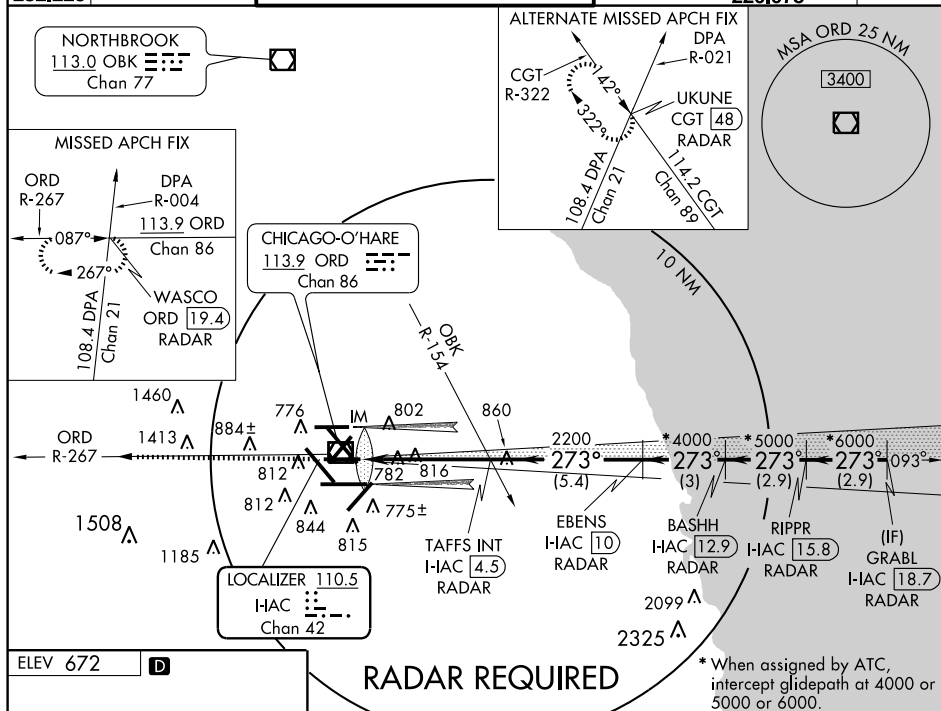 NORTHBROOK
113.0 OBK
Chan 77
ALTERNATE MISSED APCH FIX
DPA
R-021
CGT
R-322
142°
322°
UKUNE
CGT 48
RADAR
108.4 DPA
Chan 21
114.2 CGT
Chan 89
MSA ORD 25 NM
3400
MISSED APCH FIX
ORD
R-267
DPA
R-004
113.9 ORD
Chan 86
087°
267°
WASCO
ORD 19.4
RADAR
108.4 DPA
Chan 21
CHICAGO-O'HARE
113.9 ORD
Chan 86
10 NM
OBK
R-154
1460
1413
884±
776
IM
802
860
ORD
R-267
812
782
816
812
844
815
775±
1508
1185
2200
*4000
*5000
*6000
273°
273°
273°
273°
093°
(5.4)
(3)
(2.9)
(2.9)
TAFFS INT
I-IAC 4.5
RADAR
EBENS
I-IAC 10
RADAR
BASHH
I-IAC 12.9
RADAR
RIPPR
I-IAC 15.8
RADAR
(IF)
GRABL
I-IAC 18.7
RADAR
LOCALIZER 110.5
I-IAC
Chan 42
2099
2325
ELEV 672
D
RADAR REQUIRED
* When assigned by ATC,
intercept glidepath at 4000 or
5000 or 6000.